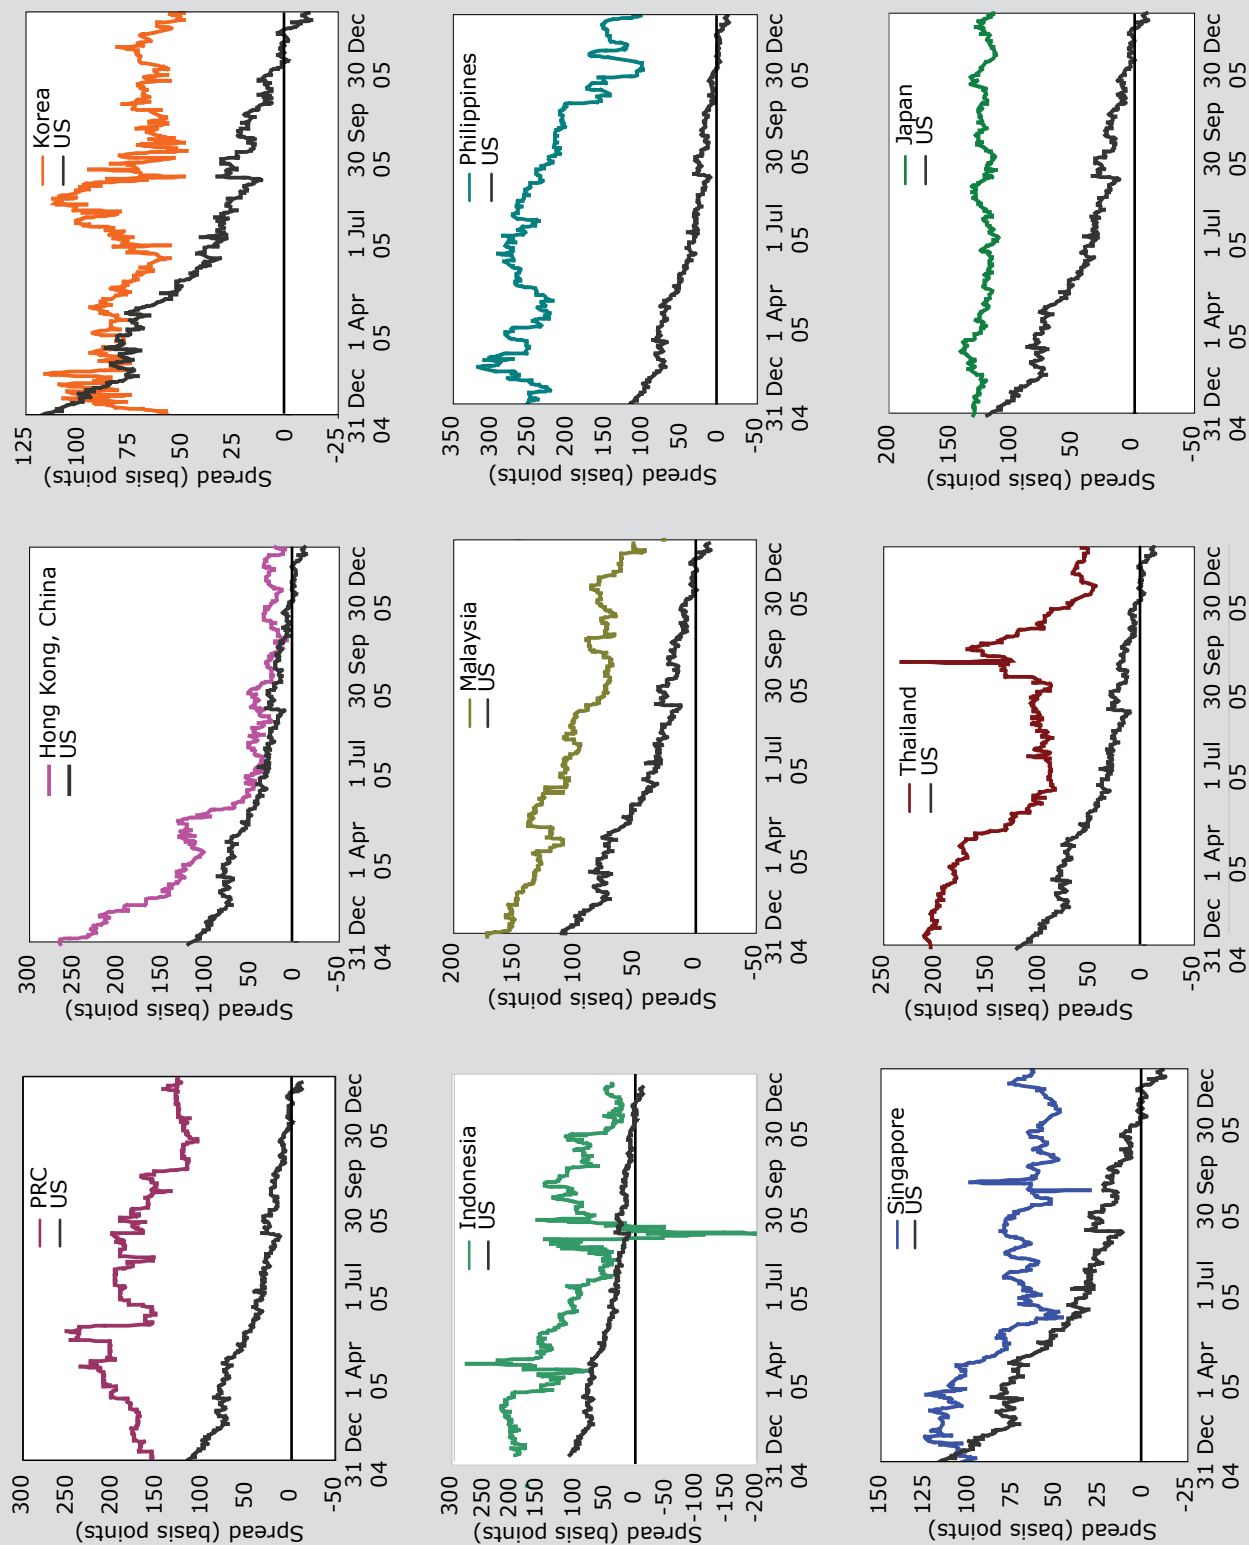 Spread (basis points)
300
250
200
150
100
50
0
-50
PRC
US
31 Dec 1 Apr 1 Jul 30 Sep 30 Dec
04 05 05 05 05
Spread (basis points)
300
250
200
150
100
50
0
-50
Hong Kong, China
US
31 Dec 1 Apr 1 Jul 30 Sep 30 Dec
04 05 05 05 05
Spread (basis points)
125
100
75
50
25
0
-25
Korea
US
31 Dec 1 Apr 1 Jul 30 Sep 30 Dec
04 05 05 05 05
Spread (basis points)
300
250
200
150
100
50
0
-50
-100
-150
-200
Indonesia
US
31 Dec 1 Apr 1 Jul 30 Sep 30 Dec
04 05 05 05 05
Spread (basis points)
200
150
100
50
0
-50
Malaysia
US
31 Dec 1 Apr 1 Jul 30 Sep 30 Dec
04 05 05 05 05
Spread (basis points)
350
300
250
200
150
100
50
0
-50
Philippines
US
31 Dec 1 Apr 1 Jul 30 Sep 30 Dec
04 05 05 05 05
Spread (basis points)
150
125
100
75
50
25
0
-25
Singapore
US
31 Dec 1 Apr 1 Jul 30 Sep 30 Dec
04 05 05 05 05
Spread (basis points)
250
200
150
100
50
0
-50
Thailand
US
31 Dec 1 Apr 1 Jul 30 Sep 30 Dec
04 05 05 05 05
Spread (basis points)
200
150
100
50
0
-50
Japan
US
31 Dec 1 Apr 1 Jul 30 Sep 30 Dec
04 05 05 05 05